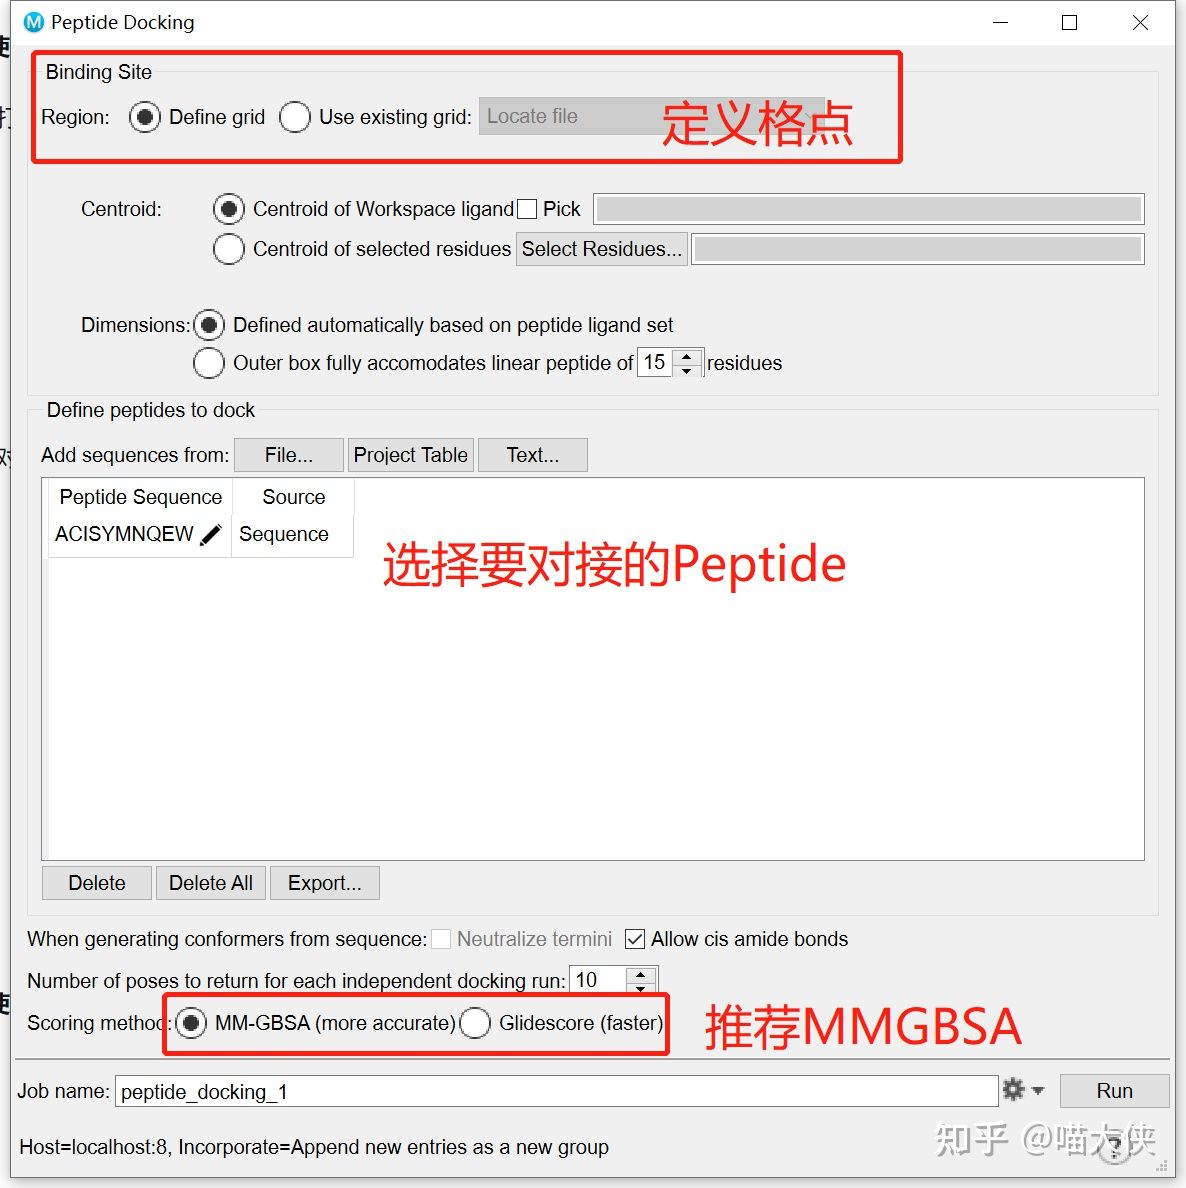 Peptide Docking
Binding Site
Region: Define grid Use existing grid: Locate file 定义格点
Centroid: Centroid of Workspace ligand Pick
Centroid of selected residues Select Residues...
Dimensions: Defined automatically based on peptide ligand set
Outer box fully accomodates linear peptide of 15 residues
Define peptides to dock
Add sequences from: File... Project Table Text...
Peptide Sequence Source
ACISYMNQEW Sequence
选择要对接的Peptide
Delete Delete All Export...
When generating conformers from sequence: Neutralize termini Allow cis amide bonds
Number of poses to return for each independent docking run: 10
Scoring method: MM-GBSA (more accurate) Glidescore (faster) 推荐MMGBSA
Job name: peptide_docking_1 Run
Host=localhost:8, Incorporate=Append new entries as a new group
知乎 @喵大侠